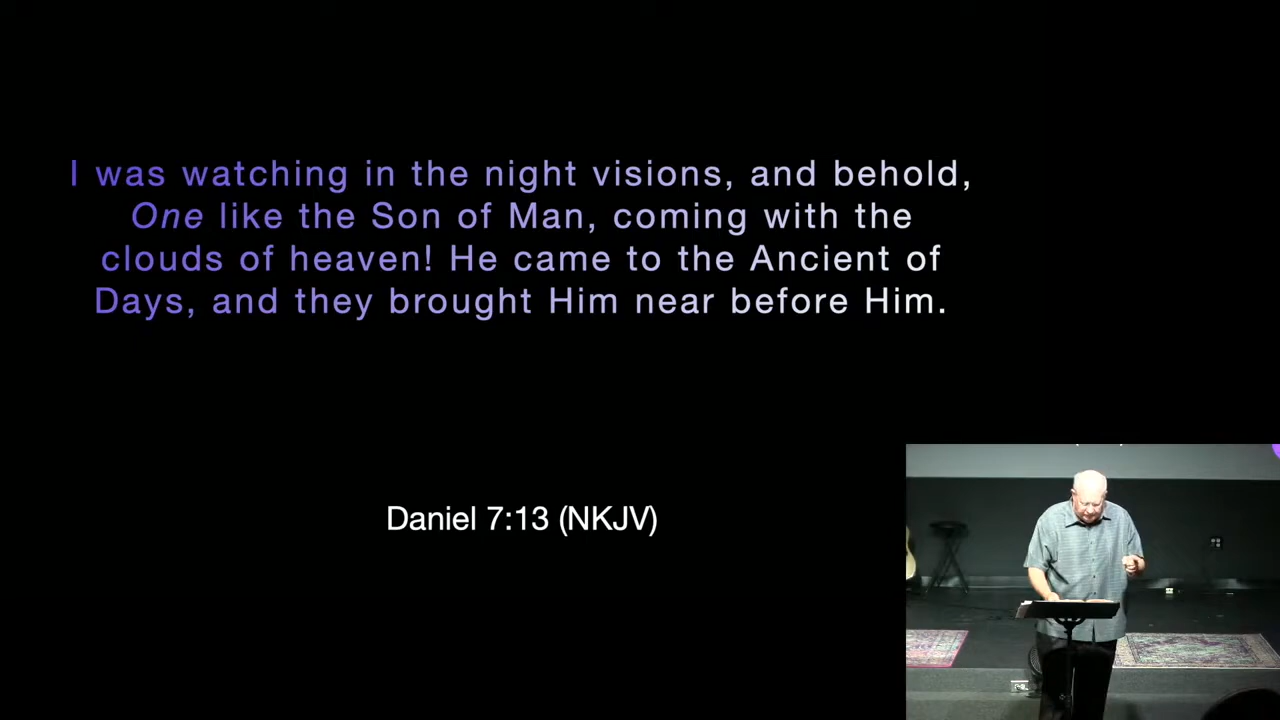 I was watching in the night visions, and behold,
One like the Son of Man, coming with the
clouds of heaven! He came to the Ancient of
Days, and they brought Him near before Him.
Daniel 7:13 (NKJV)